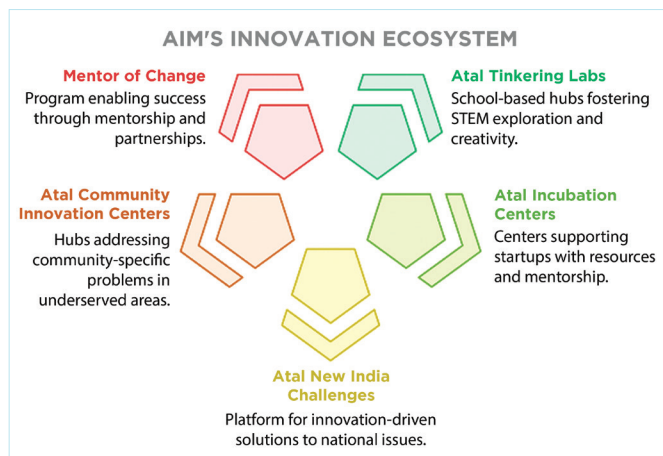 AIM'S INNOVATION ECOSYSTEM
Mentor of Change
Program enabling success
through mentorship and
partnerships.
Atal Tinkering Labs
School-based hubs fostering
STEM exploration and
creativity.
Atal Community
Innovation Centers
Hubs addressing
community-specific
problems in
underserved areas.
Atal Incubation
Centers
Centers supporting
startups with resources
and mentorship.
Atal New India
Challenges
Platform for innovation-driven
solutions to national issues.